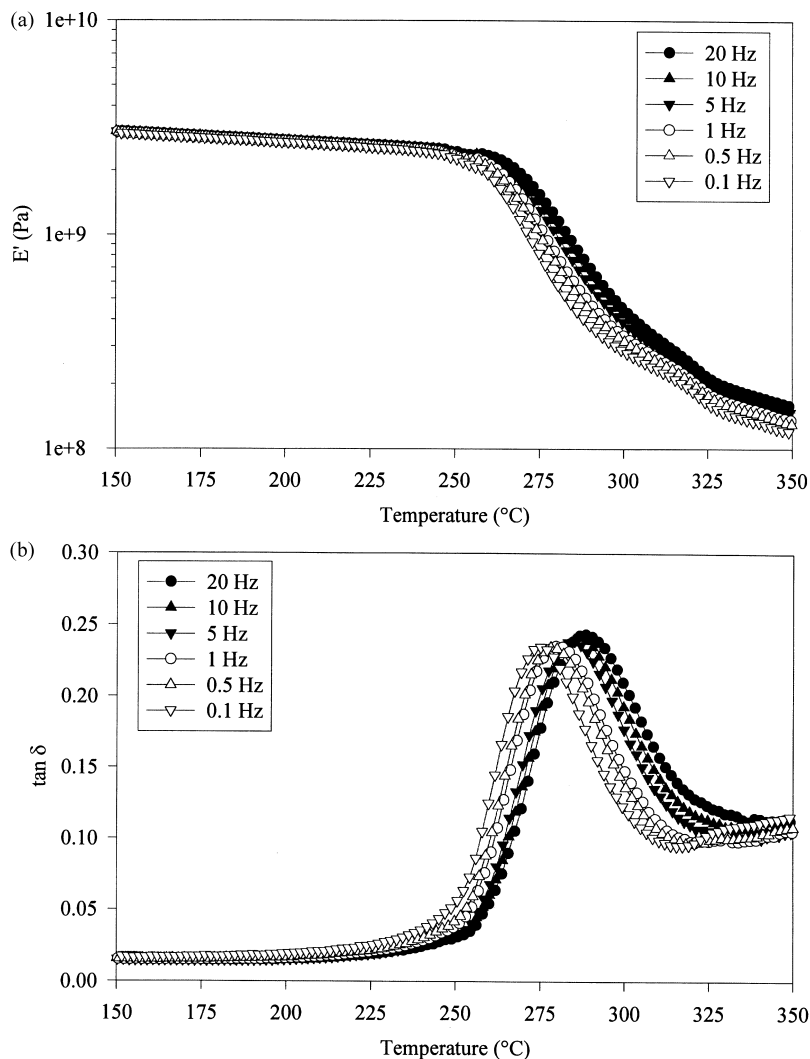 (a)
1e+10
20 Hz
10 Hz
5 Hz
1 Hz
0.5 Hz
0.1 Hz
E' (Pa)
1e+9
1e+8
150 175 200 225 250 275 300 325 350
Temperature (°C)
(b)
0.30
20 Hz
10 Hz
5 Hz
1 Hz
0.5 Hz
0.1 Hz
0.25
0.20
tan δ
0.15
0.10
0.05
0.00
150 175 200 225 250 275 300 325 350
Temperature (°C)